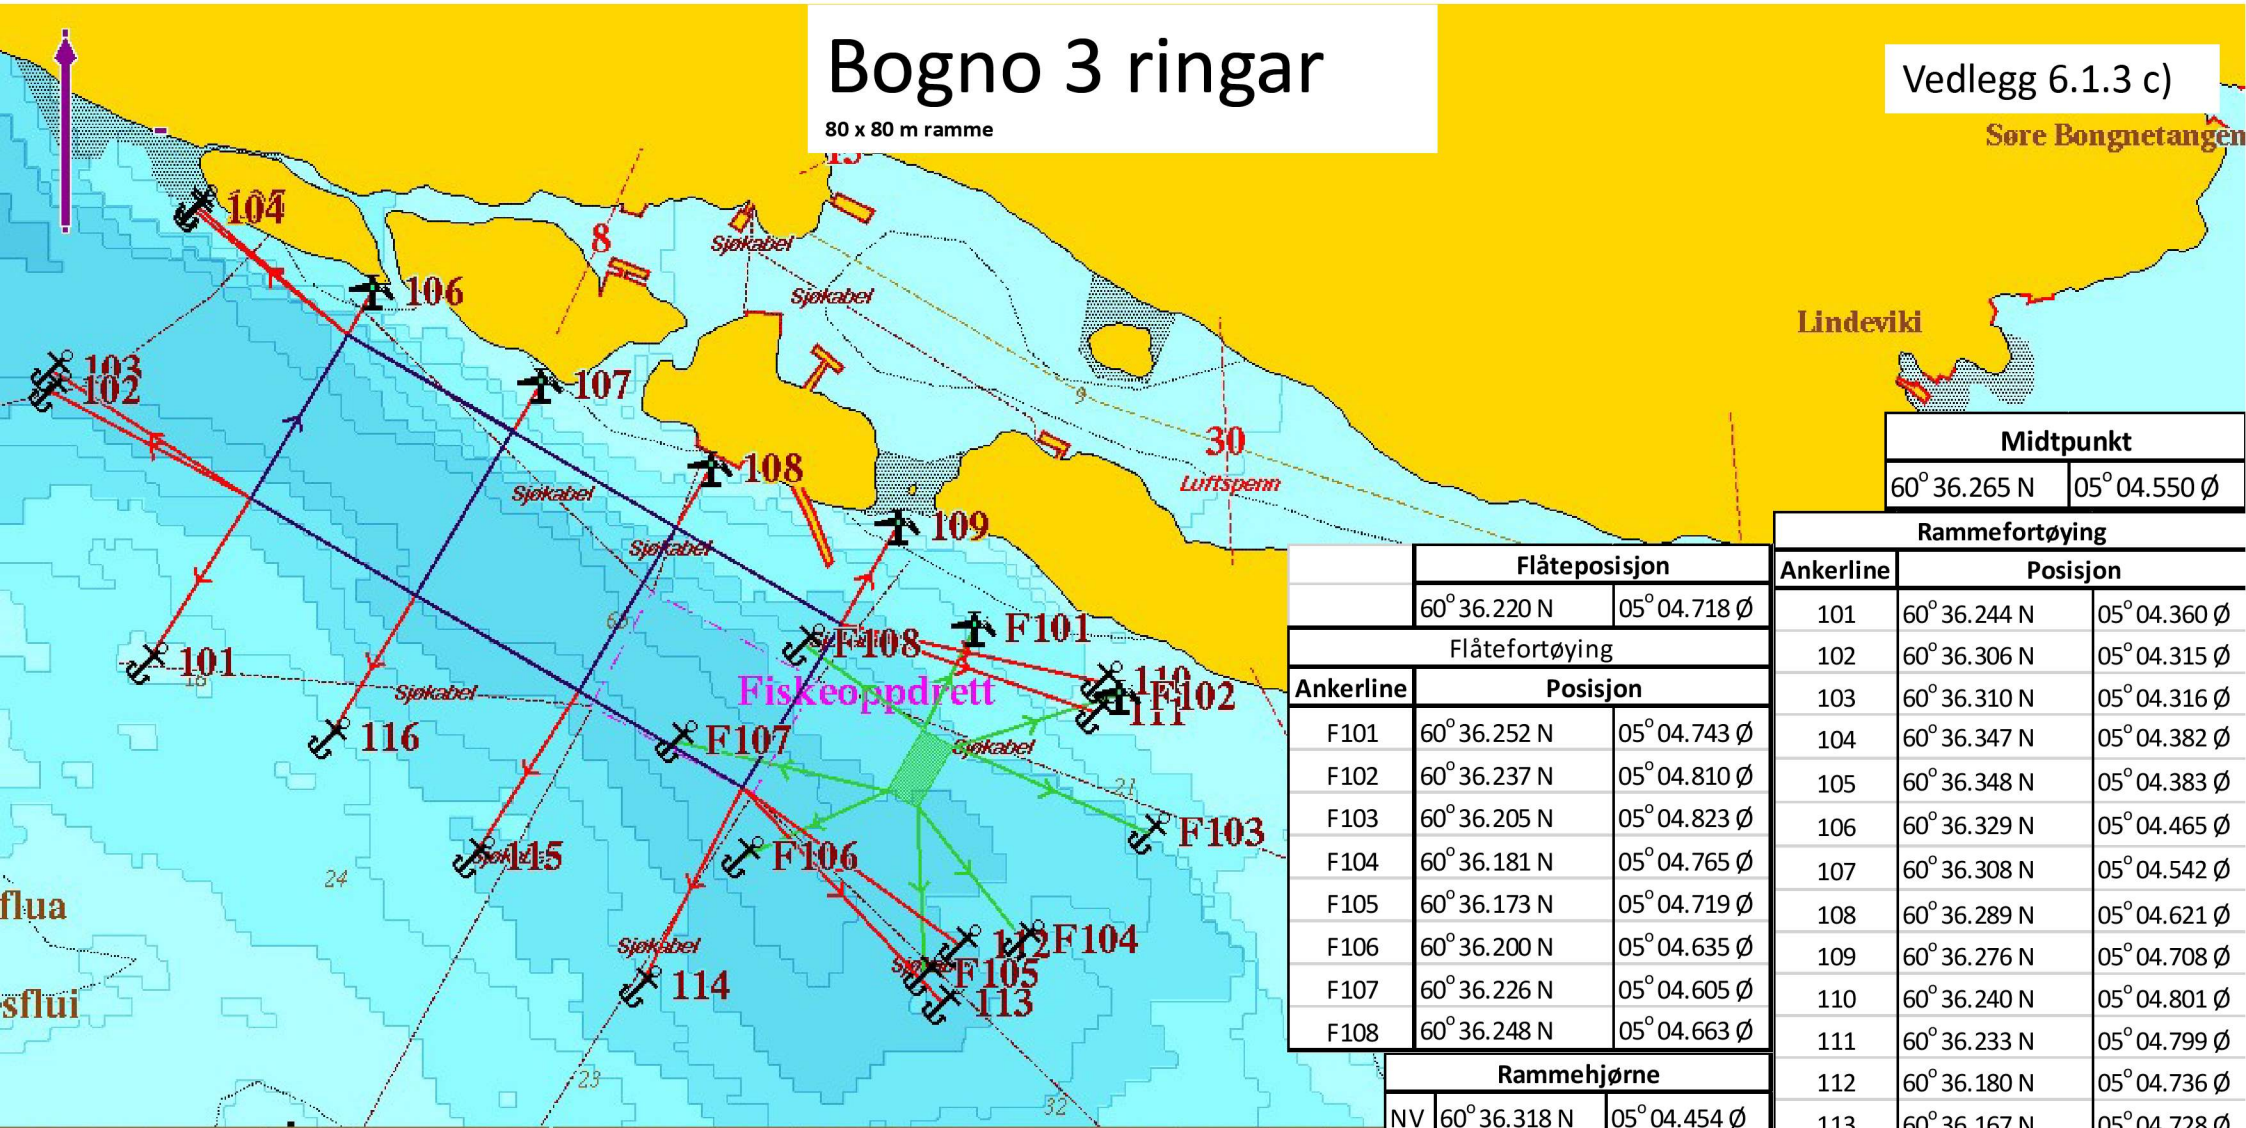 Bogno 3 ringar
80 x 80 m ramme
Vedlegg 6.1.3 c)
Søre Bongnetangen
Lindeviki
104
106
103
102
107
108
109
101
116
115
114
113
112
110
111
F101
F102
F103
F104
F105
F106
F107
F108
8
9
30
Luftspenn
Sjøkabel
Sjøkabel
Sjøkabel
Sjøkabel
Sjøkabel
Sjøkabel
Sjøkabel
Fiskeoppdrett
21
24
23
32
flua
sflui
Midtpunkt
60° 36.265 N 05° 04.550 Ø
Flåteposisjon
60° 36.220 N 05° 04.718 Ø
Flåtefortøying
Ankerline Posisjon
F101 60° 36.252 N 05° 04.743 Ø
F102 60° 36.237 N 05° 04.810 Ø
F103 60° 36.205 N 05° 04.823 Ø
F104 60° 36.181 N 05° 04.765 Ø
F105 60° 36.173 N 05° 04.719 Ø
F106 60° 36.200 N 05° 04.635 Ø
F107 60° 36.226 N 05° 04.605 Ø
F108 60° 36.248 N 05° 04.663 Ø
Rammehjørne
NV 60° 36.318 N 05° 04.454 Ø
Rammefortøying
Ankerline Posisjon
101 60° 36.244 N 05° 04.360 Ø
102 60° 36.306 N 05° 04.315 Ø
103 60° 36.310 N 05° 04.316 Ø
104 60° 36.347 N 05° 04.382 Ø
105 60° 36.348 N 05° 04.383 Ø
106 60° 36.329 N 05° 04.465 Ø
107 60° 36.308 N 05° 04.542 Ø
108 60° 36.289 N 05° 04.621 Ø
109 60° 36.276 N 05° 04.708 Ø
110 60° 36.240 N 05° 04.801 Ø
111 60° 36.233 N 05° 04.799 Ø
112 60° 36.180 N 05° 04.736 Ø
113 60° 36.167 N 05° 04.728 Ø